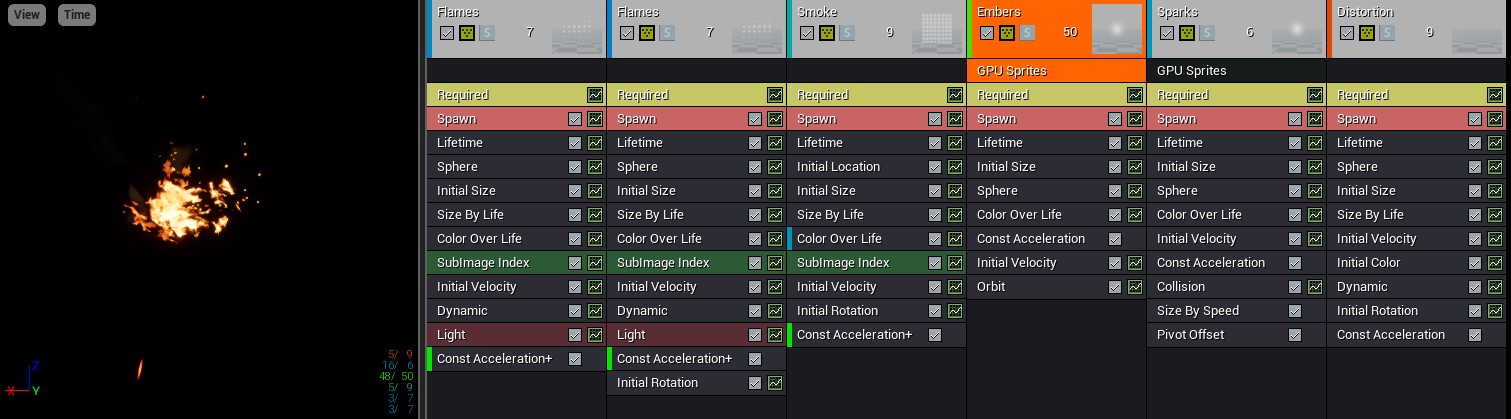 View Time
Flames Flames Smoke Embers Sparks Distortion
S 7 S 7 S 9 S 50 S 6 S 9
GPU Sprites GPU Sprites
Required Required Required Required Required Required
Spawn Spawn Spawn Spawn Spawn Spawn
Lifetime Lifetime Lifetime Lifetime Lifetime Lifetime
Sphere Sphere Initial Location Initial Size Initial Size Sphere
Initial Size Initial Size Initial Size Sphere Sphere Initial Size
Size By Life Size By Life Size By Life Color Over Life Color Over Life Size By Life
Color Over Life Color Over Life Color Over Life Const Acceleration Initial Velocity Initial Velocity
SubImage Index SubImage Index SubImage Index Initial Velocity Const Acceleration Initial Color
Initial Velocity Initial Velocity Initial Velocity Orbit Collision Dynamic
Dynamic Dynamic Initial Rotation Size By Speed Initial Rotation
Light Light Const Acceleration+ Pivot Offset Const Acceleration
Const Acceleration+ Const Acceleration+
Initial Rotation
5/ 9
16/ 6
48/ 50
5/ 9
3/ 7
3/ 7
Z
X Y